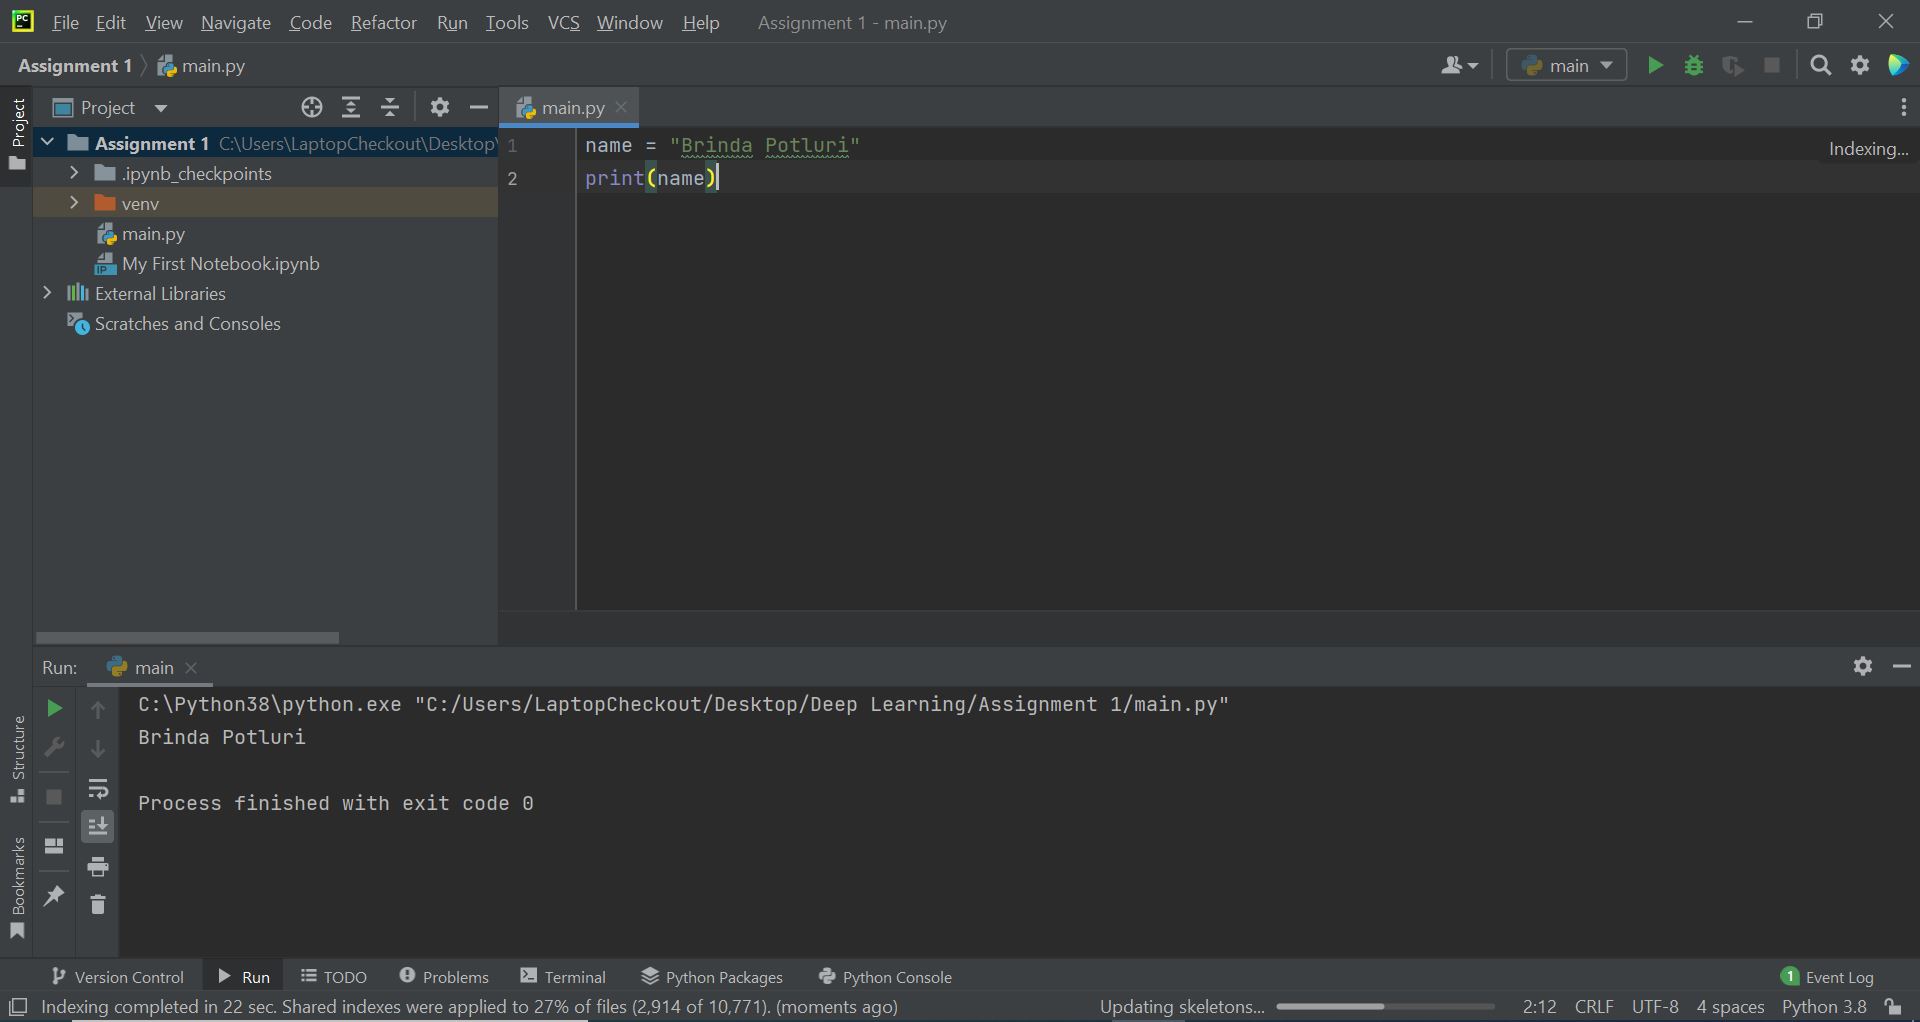 PC File Edit View Navigate Code Refactor Run Tools VCS Window Help Assignment 1 - main.py
Assignment 1 main.py main
Project main.py
Project
Assignment 1 C:\Users\LaptopCheckout\Desktop\
.ipynb_checkpoints
venv
main.py
My First Notebook.ipynb
External Libraries
Scratches and Consoles
1 name = "Brinda Potluri"
2 print(name)
Indexing...
Run: main
C:\Python38\python.exe "C:/Users/LaptopCheckout/Desktop/Deep Learning/Assignment 1/main.py"
Brinda Potluri
Process finished with exit code 0
Structure
Bookmarks
Version Control Run TODO Problems Terminal Python Packages Python Console 1 Event Log
Indexing completed in 22 sec. Shared indexes were applied to 27% of files (2,914 of 10,771). (moments ago) Updating skeletons... 2:12 CRLF UTF-8 4 spaces Python 3.8